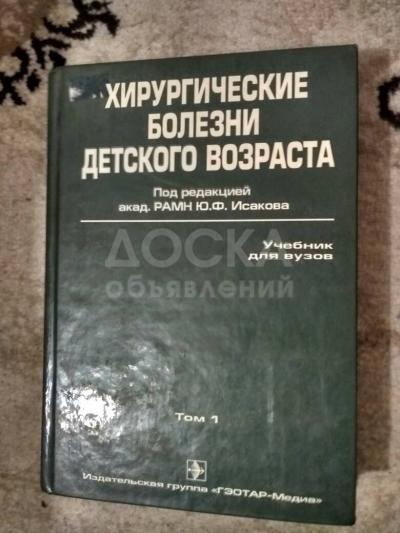 ХИРУРГИЧЕСКИЕ
БОЛЕЗНИ
ДЕТСКОГО ВОЗРАСТА
Под редакцией
акад. РАМН Ю.Ф. Исакова
Учебник
для вузов
ДОСКА
объявлений
Том 1
Издательская группа «ГЭОТАР-Медиа»